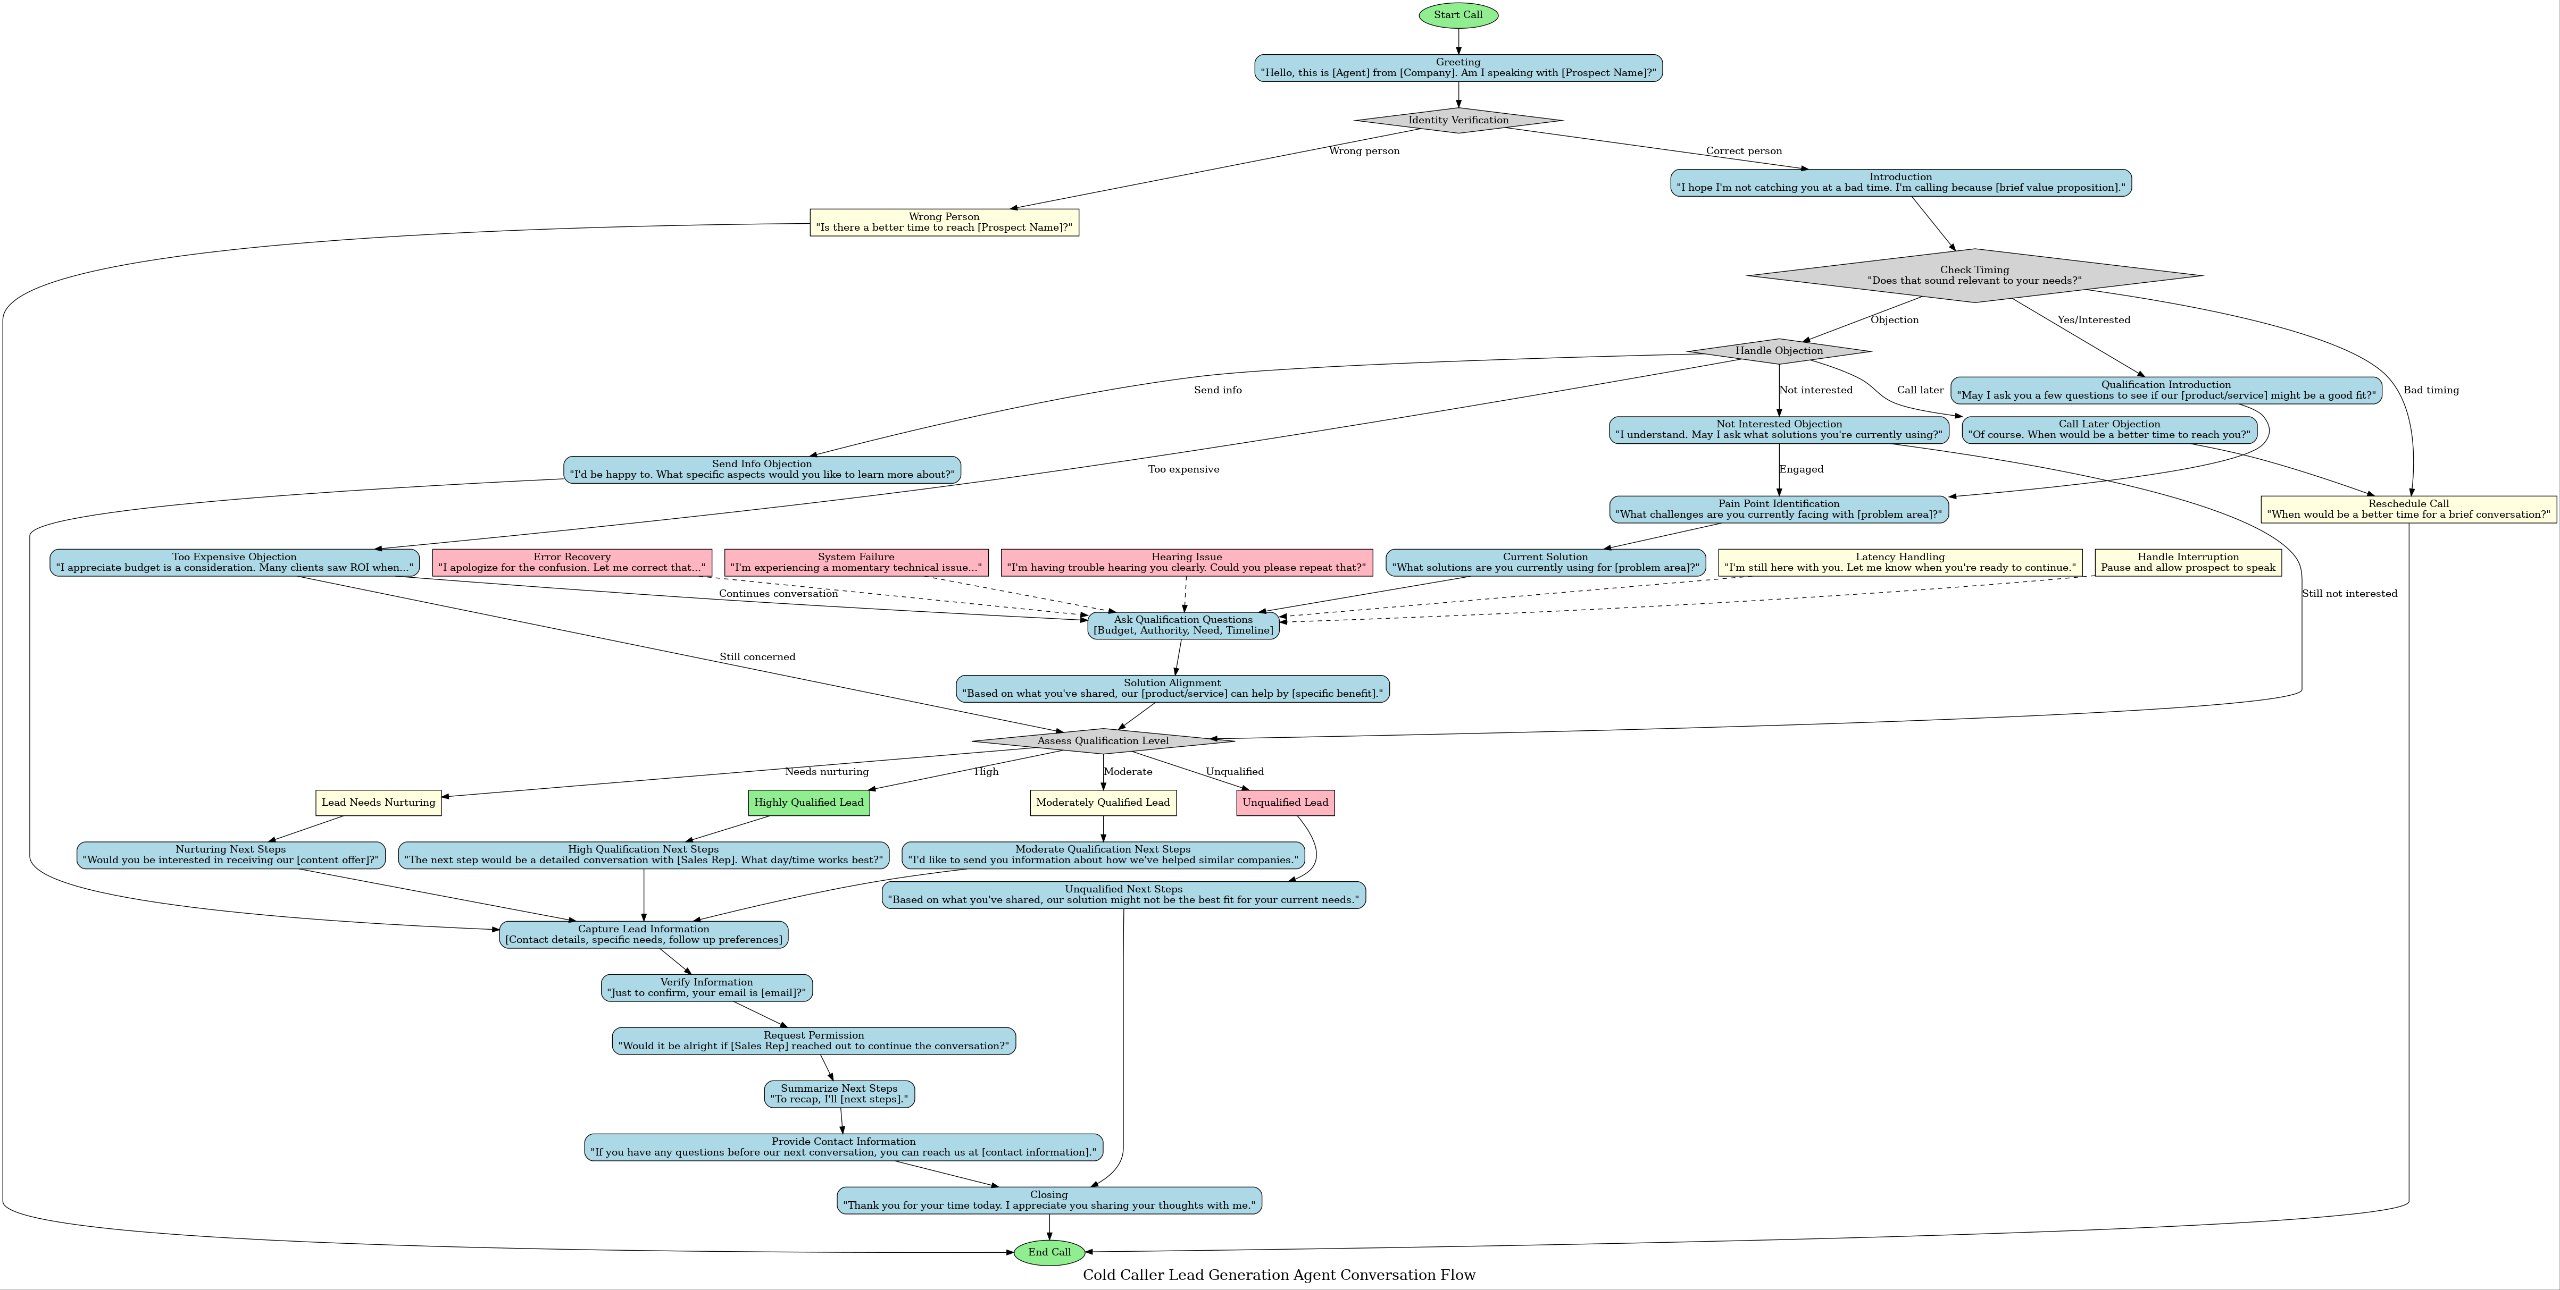 Start Call
Greeting
"Hello, this is [Agent] from [Company]. Am I speaking with [Prospect Name]?"
Identity Verification
Wrong person
Correct person
Introduction
"I hope I'm not catching you at a bad time. I'm calling because [brief value proposition]."
Wrong Person
"Is there a better time to reach [Prospect Name]?"
Check Timing
"Does that sound relevant to your needs?"
Objection
Yes/Interested
Handle Objection
Send info
Not interested
Call later
Qualification Introduction
"May I ask you a few questions to see if our [product/service] might be a good fit?"
Bad timing
Not Interested Objection
"I understand. May I ask what solutions you're currently using?"
Call Later Objection
"Of course. When would be a better time to reach you?"
Send Info Objection
"I'd be happy to. What specific aspects would you like to learn more about?"
Too expensive
Engaged
Pain Point Identification
"What challenges are you currently facing with [problem area]?"
Reschedule Call
"When would be a better time for a brief conversation?"
Too Expensive Objection
"I appreciate budget is a consideration. Many clients saw ROI when..."
Error Recovery
"I apologize for the confusion. Let me correct that..."
System Failure
"I'm experiencing a momentary technical issue..."
Hearing Issue
"I'm having trouble hearing you clearly. Could you please repeat that?"
Current Solution
"What solutions are you currently using for [problem area]?"
Latency Handling
"I'm still here with you. Let me know when you're ready to continue."
Handle Interruption
Pause and allow prospect to speak
Continues conversation
Still not interested
Ask Qualification Questions
[Budget, Authority, Need, Timeline]
Still concerned
Solution Alignment
"Based on what you've shared, our [product/service] can help by [specific benefit]."
Assess Qualification Level
Needs nurturing
High
Moderate
Unqualified
Lead Needs Nurturing
Highly Qualified Lead
Moderately Qualified Lead
Unqualified Lead
Nurturing Next Steps
"Would you be interested in receiving our [content offer]?"
High Qualification Next Steps
"The next step would be a detailed conversation with [Sales Rep]. What day/time works best?"
Moderate Qualification Next Steps
"I'd like to send you information about how we've helped similar companies."
Unqualified Next Steps
"Based on what you've shared, our solution might not be the best fit for your current needs."
Capture Lead Information
[Contact details, specific needs, follow up preferences]
Verify Information
"Just to confirm, your email is [email]?"
Request Permission
"Would it be alright if [Sales Rep] reached out to continue the conversation?"
Summarize Next Steps
"To recap, I'll [next steps]."
Provide Contact Information
"If you have any questions before our next conversation, you can reach us at [contact information]."
Closing
"Thank you for your time today. I appreciate you sharing your thoughts with me."
End Call
Cold Caller Lead Generation Agent Conversation Flow